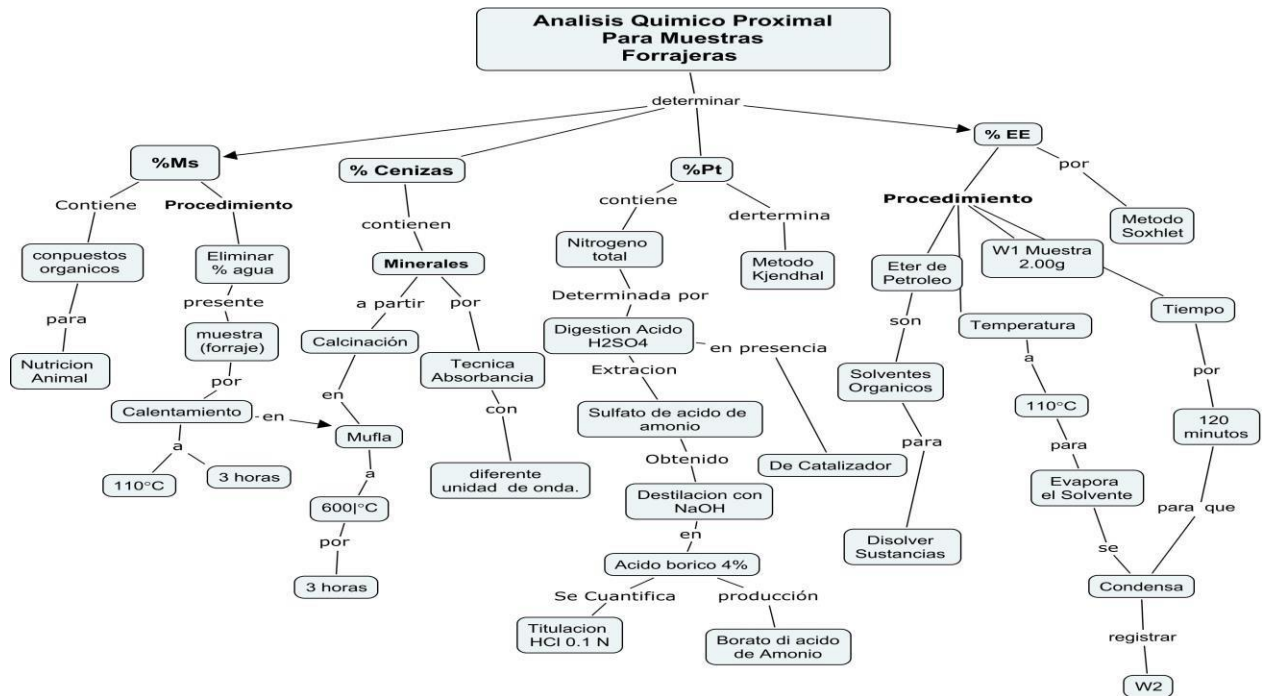 Analisis Quimico Proximal
Para Muestras
Forrajeras
determinar
%Ms
% Cenizas
%Pt
% EE
Contiene
Procedimiento
contienen
contiene
dertermina
Procedimiento
por
conpuestos
organicos
Eliminar
% agua
Minerales
Nitrogeno
total
Metodo
Kjendhal
Eter de
Petroleo
W1 Muestra
2.00g
Metodo
Soxhlet
para
presente
a partir
por
Determinada por
son
Temperatura
Tiempo
Nutricion
Animal
muestra
(forraje)
Calcinación
Tecnica
Absorbancia
Digestion Acido
H2SO4
en presencia
Solventes
Organicos
a
por
por
en
con
Extracion
110°C
120
minutos
Calentamiento
en
Mufla
diferente
unidad de onda.
Sulfato de acido de
amonio
De Catalizador
para
para
a
110°C
3 horas
a
600|°C
por
3 horas
Obtenido
Destilacion con
NaOH
en
Acido borico 4%
Se Cuantifica
producción
Titulacion
HCl 0.1 N
Borato di acido
de Amonio
Disolver
Sustancias
Evapora
el Solvente
para que
se
Condensa
registrar
W2